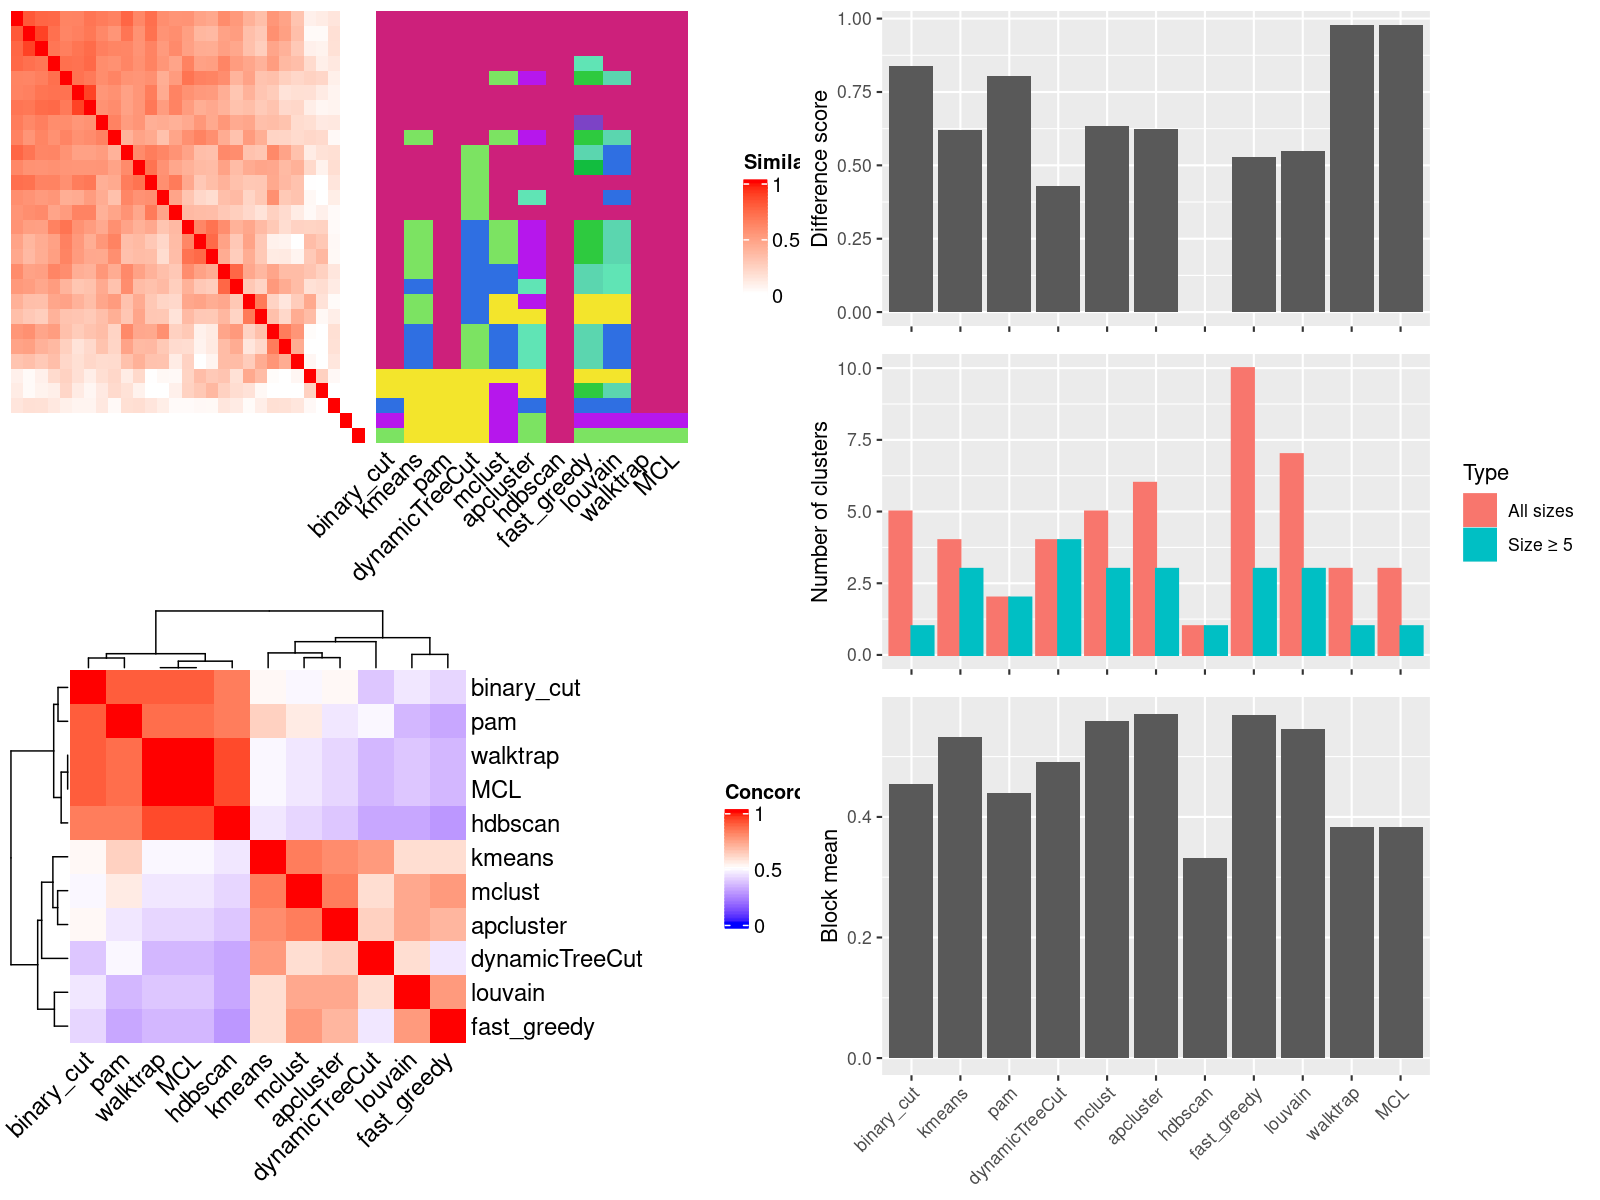 Simila
1
0.5
0
binary_cut
kmeans
pam
dynamicTreeCut
mclust
apcluster
hdbscan
fast_greedy
louvain
walktrap
MCL
binary_cut
pam
walktrap
MCL
hdbscan
kmeans
mclust
apcluster
dynamicTreeCut
louvain
fast_greedy
binary_cut
pam
walktrap
MCL
hdbscan
kmeans
mclust
apcluster
dynamicTreeCut
louvain
fast_greedy
Concord
1
0.5
0
Difference score
1.00
0.75
0.50
0.25
0.00
Number of clusters
10.0
7.5
5.0
2.5
0.0
Type
All sizes
Size ≥ 5
Block mean
0.4
0.2
0.0
binary_cut
kmeans
pam
dynamicTreeCut
mclust
apcluster
hdbscan
fast_greedy
louvain
walktrap
MCL